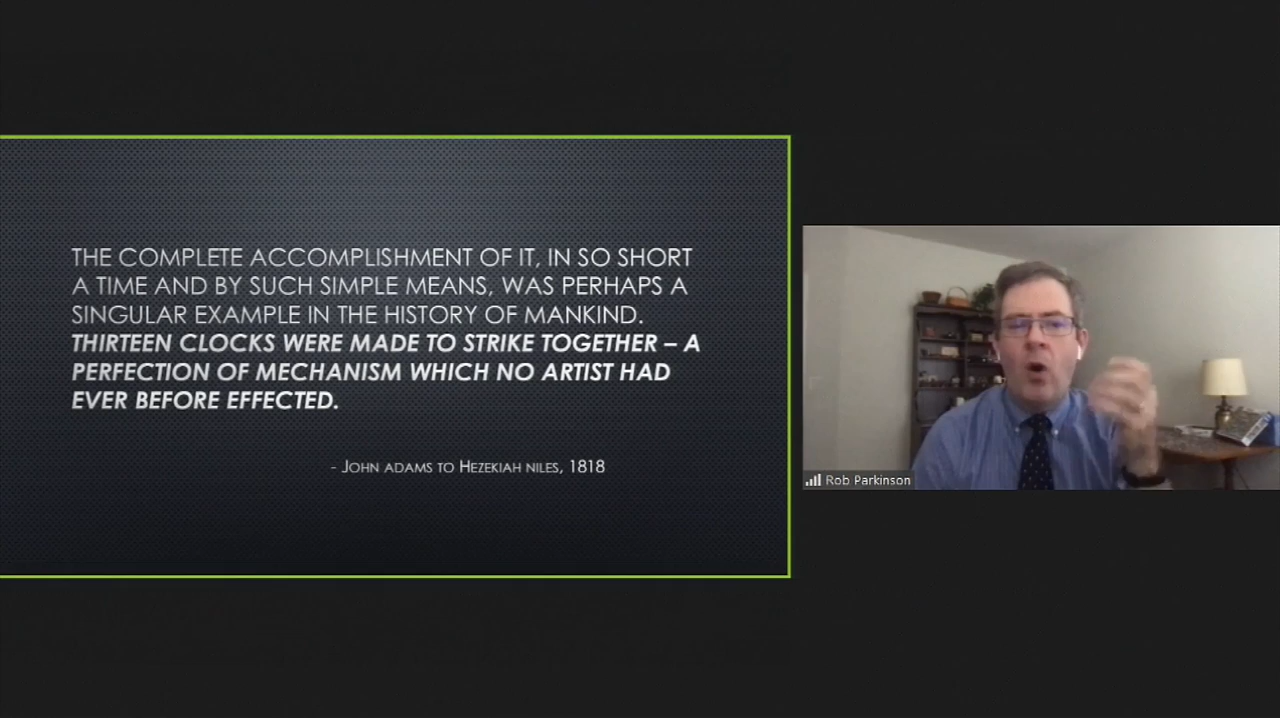 THE COMPLETE ACCOMPLISHMENT OF IT, IN SO SHORT
A TIME AND BY SUCH SIMPLE MEANS, WAS PERHAPS A
SINGULAR EXAMPLE IN THE HISTORY OF MANKIND.
THIRTEEN CLOCKS WERE MADE TO STRIKE TOGETHER – A
PERFECTION OF MECHANISM WHICH NO ARTIST HAD
EVER BEFORE EFFECTED.
- JOHN ADAMS TO HEZEKIAH NILES, 1818
Rob Parkinson